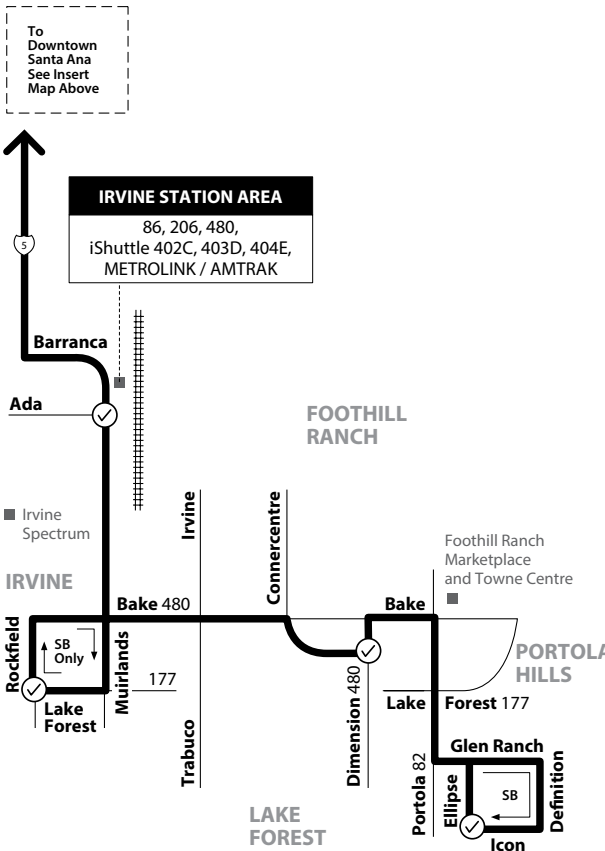 To
Downtown
Santa Ana
See Insert
Map Above
IRVINE STATION AREA
86, 206, 480,
iShuttle 402C, 403D, 404E,
METROLINK / AMTRAK
5
Barranca
Ada
FOOTHILL
RANCH
Irvine
Spectrum
Irvine
Connercentre
Foothill Ranch
Marketplace
and Towne Centre
IRVINE
Bake 480
Bake
Rockfield
SB
Only
Muirlands
177
PORTOLA
HILLS
Lake
Forest
Trabuco
Dimension 480
Lake Forest 177
Portola 82
Glen Ranch
Ellipse
SB
Definition
Icon
LAKE
FOREST